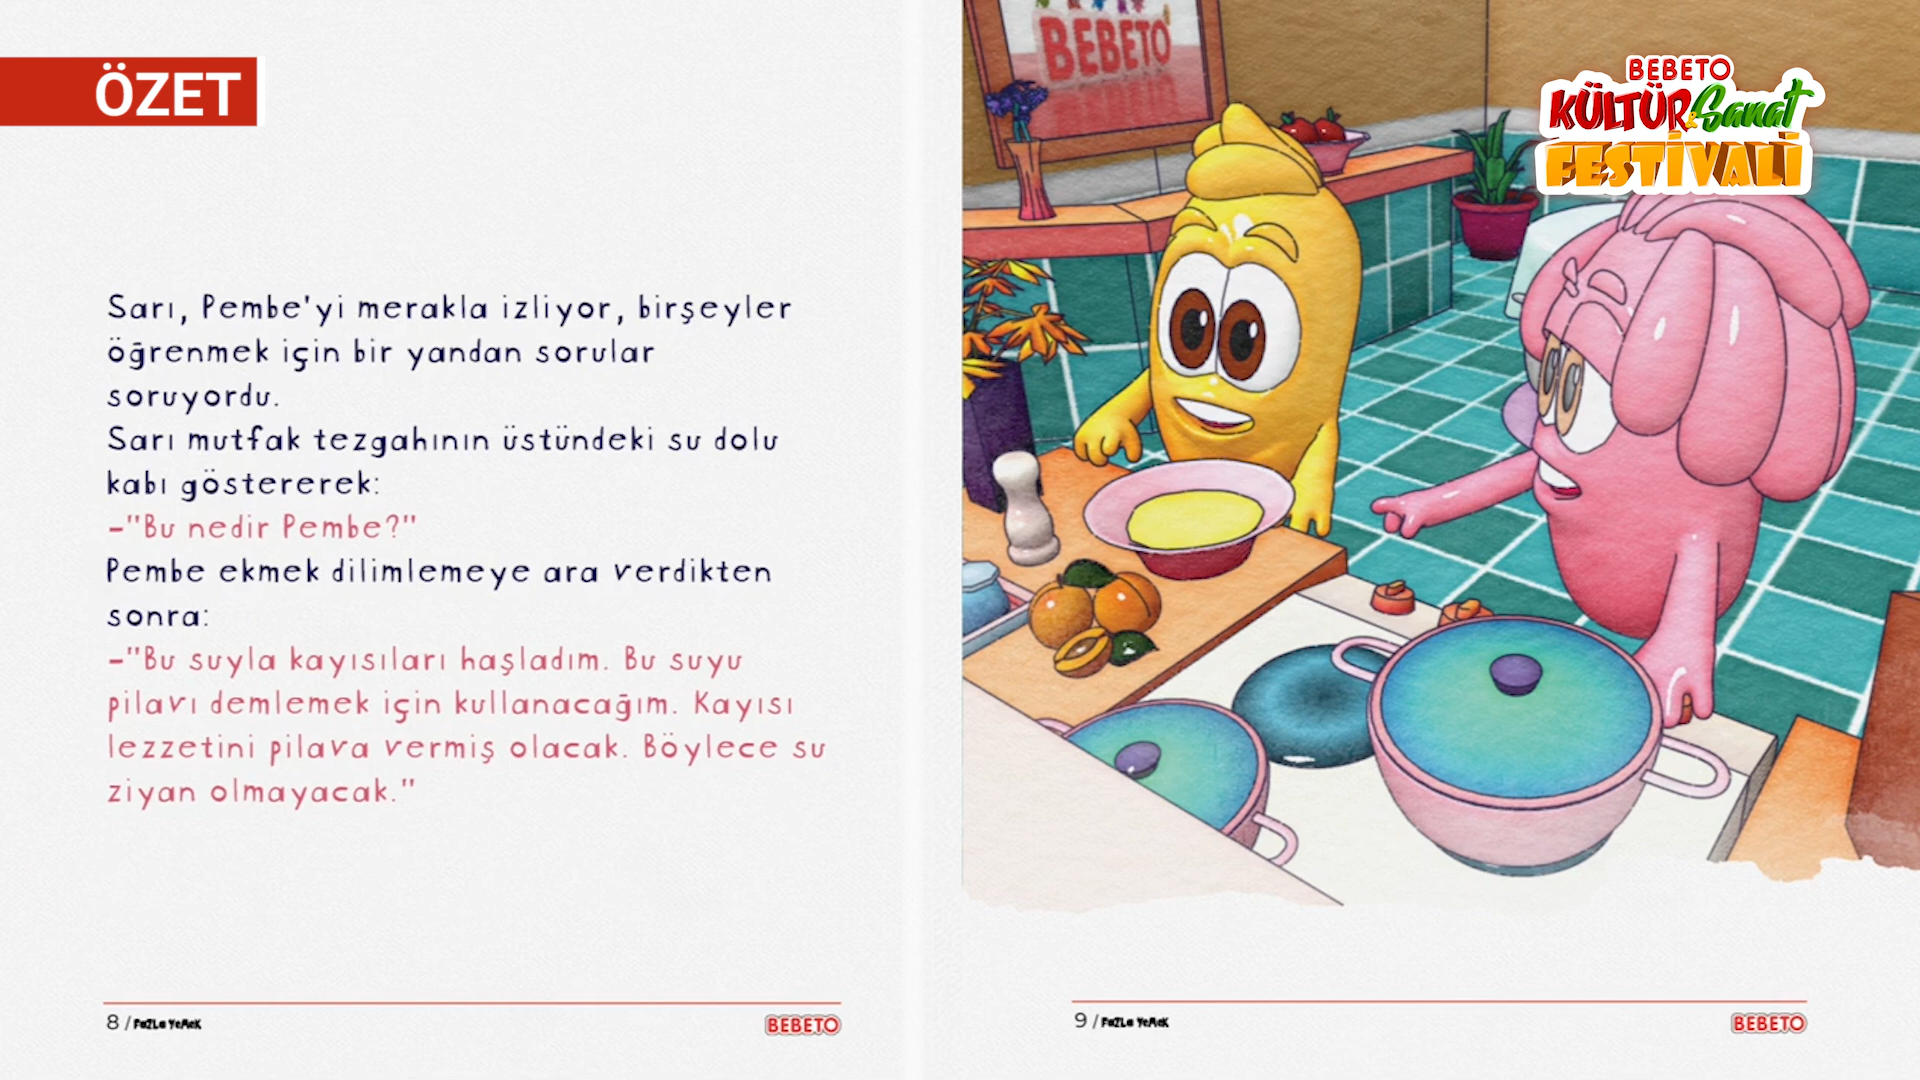 ÖZET
Sarı, Pembe'yi merakla izliyor, birşeyler
öğrenmek için bir yandan sorular
soruyordu.
Sarı mutfak tezgahının üstündeki su dolu
kabı göstererek:
-"Bu nedir Pembe?"
Pembe ekmek dilimlemeye ara verdikten
sonra:
-"Bu suyla kayısıları haşladım. Bu suyu
pilavı demlemek için kullanacağım. Kayısı
lezzetini pilava vermiş olacak. Böylece su
ziyan olmayacak."
8 / FaZLa YeMeK
BEBETO
BEBETO
BEBETO
KÜLTÜR & Sanat
FESTİVALİ
9 / FaZLa YeMeK
BEBETO